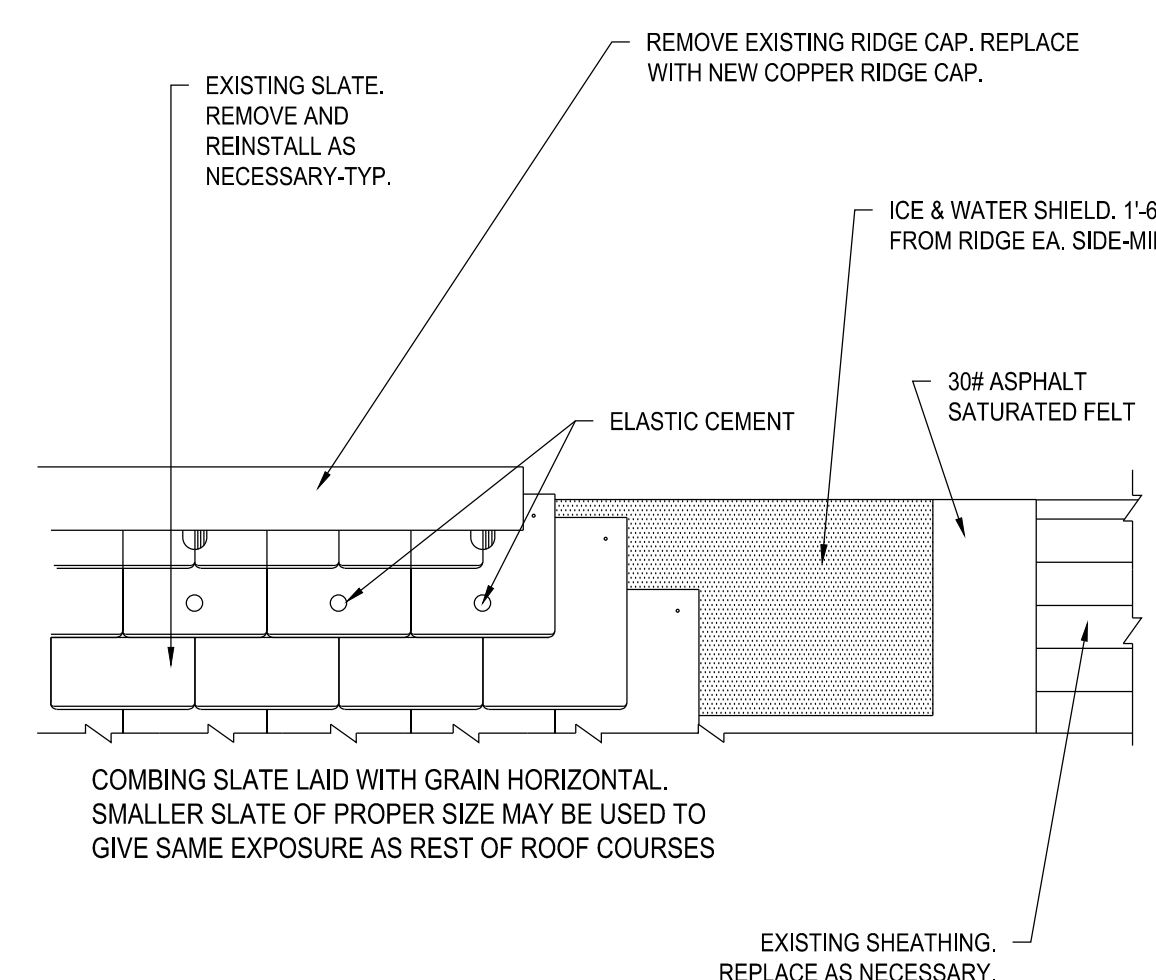 REMOVE EXISTING RIDGE CAP. REPLACE
WITH NEW COPPER RIDGE CAP.
EXISTING SLATE.
REMOVE AND
REINSTALL AS
NECESSARY-TYP.
ICE & WATER SHIELD. 1'-6
FROM RIDGE EA. SIDE-MI
30# ASPHALT
SATURATED FELT
ELASTIC CEMENT
COMBING SLATE LAID WITH GRAIN HORIZONTAL.
SMALLER SLATE OF PROPER SIZE MAY BE USED TO
GIVE SAME EXPOSURE AS REST OF ROOF COURSES
EXISTING SHEATHING.
REPLACE AS NECESSARY.